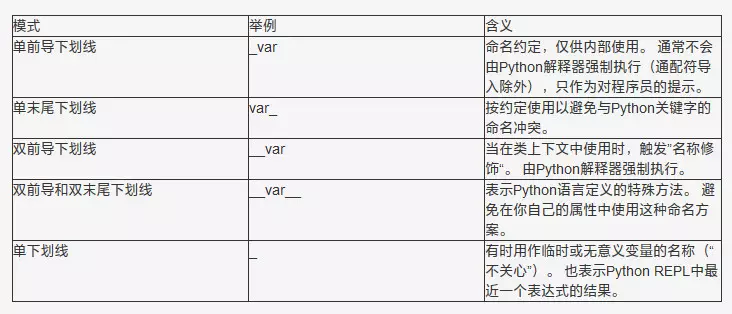 模式 举例 含义
单前导下划线 _var 命名约定，仅供内部使用。 通常不会
由Python解释器强制执行（通配符导
入除外），只作为对程序员的提示。
单末尾下划线 var_ 按约定使用以避免与Python关键字的
命名冲突。
双前导下划线 __var 当在类上下文中使用时，触发”名称修
饰“。 由Python解释器强制执行。
双前导和双末尾下划线 __var__ 表示Python语言定义的特殊方法。 避
免在你自己的属性中使用这种命名方
案。
单下划线 _ 有时用作临时或无意义变量的名称（“
不关心”）。 也表示Python REPL中最
近一个表达式的结果。